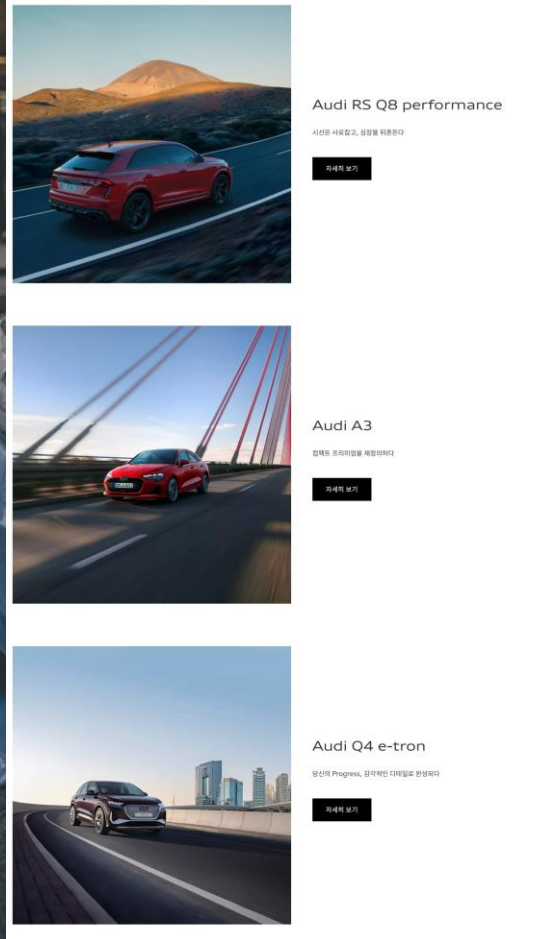 Audi RS Q8 performance
시선은 사로잡고, 심장을 뒤흔든다
자세히 보기
Audi A3
컴팩트 프리미엄을 재정의하다
자세히 보기
Audi Q4 e-tron
당신의 Progress, 감각적인 디테일로 완성되다
자세히 보기